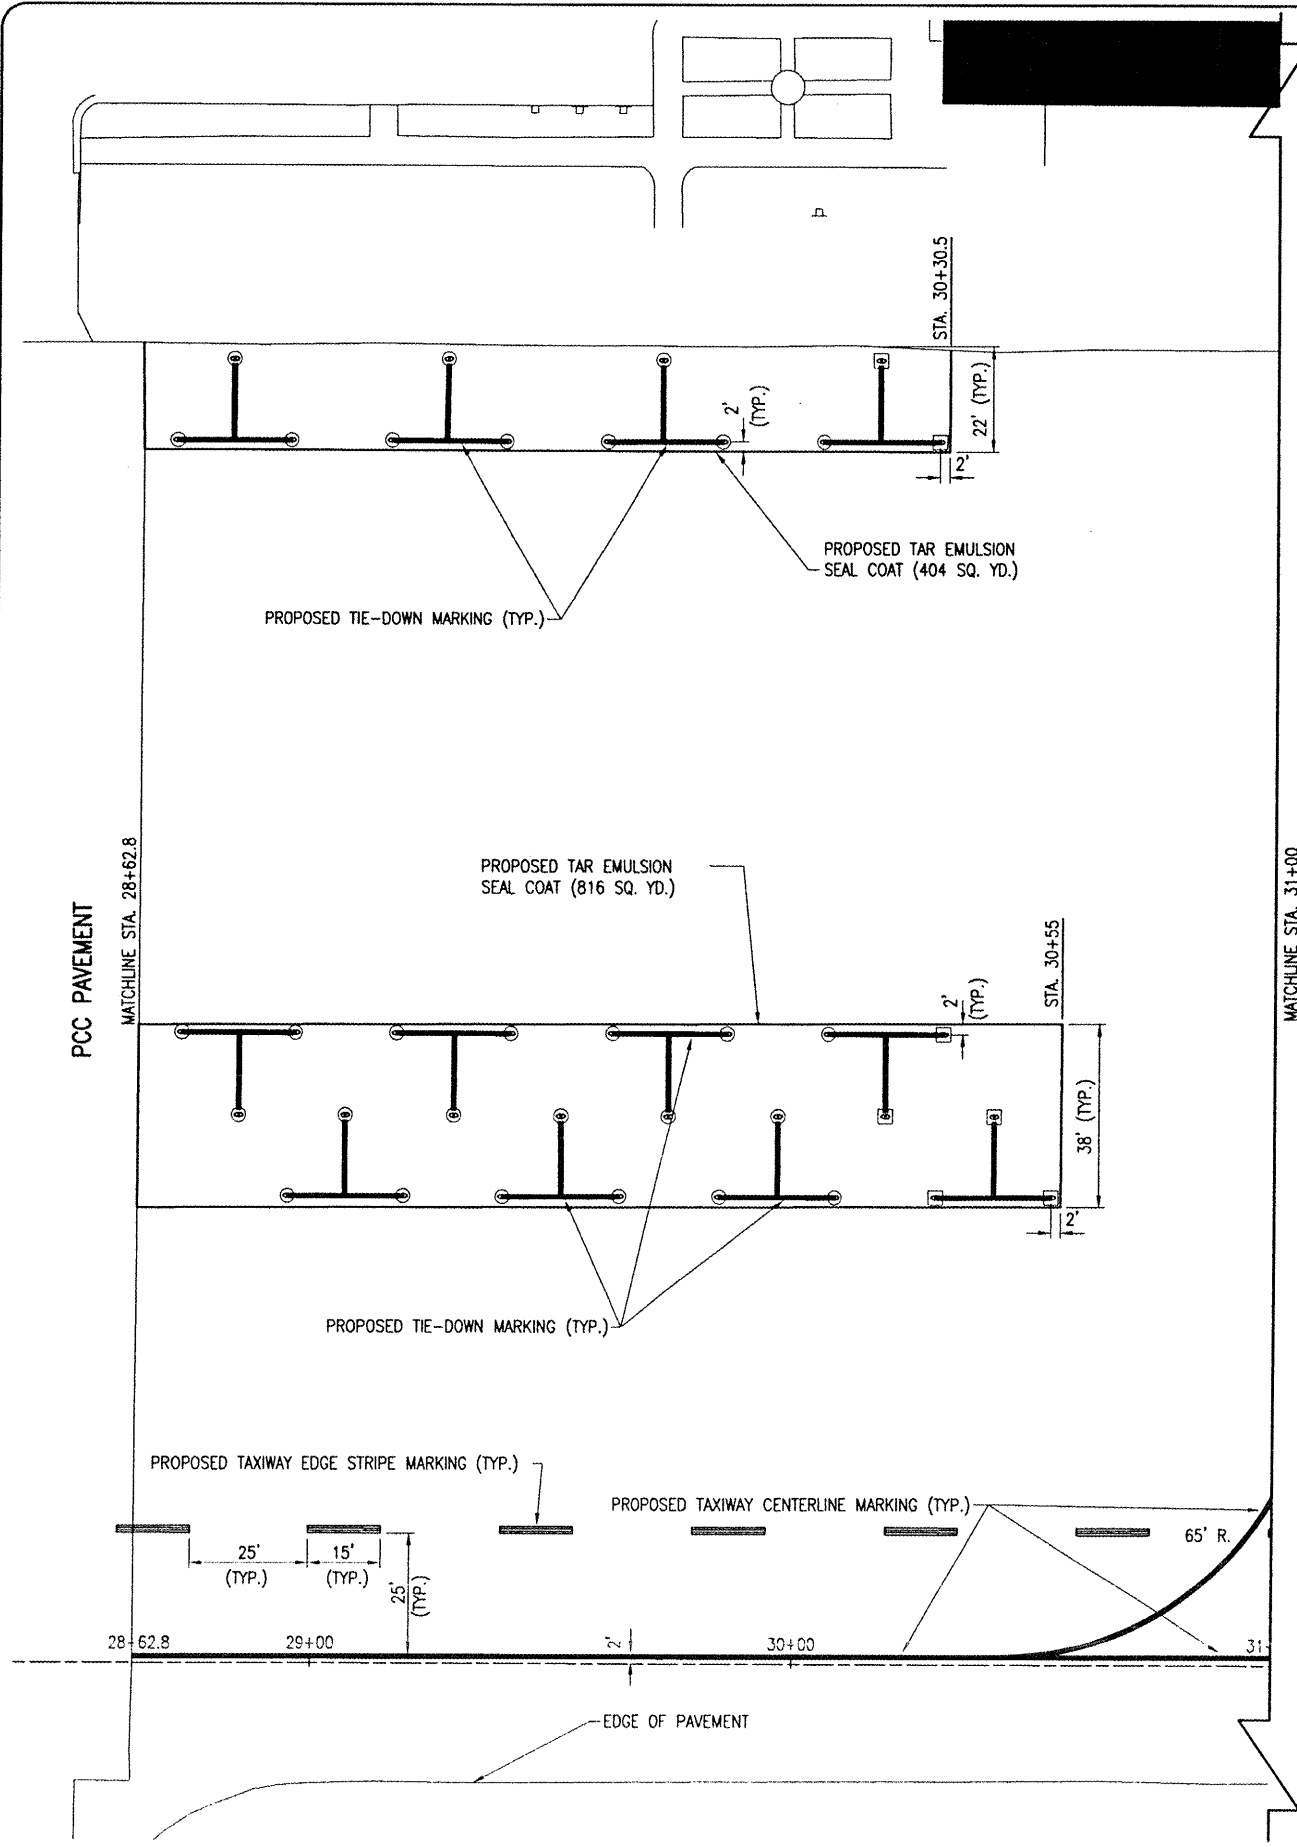 STA. 30+30.5
2'
(TYP.)
22' (TYP.)
2'
PROPOSED TAR EMULSION
SEAL COAT (404 SQ. YD.)
PROPOSED TIE-DOWN MARKING (TYP.)
PCC PAVEMENT
MATCHLINE STA. 28+62.8
MATCHLINE STA. 31+00
PROPOSED TAR EMULSION
SEAL COAT (816 SQ. YD.)
STA. 30+55
2'
(TYP.)
38' (TYP.)
2'
PROPOSED TIE-DOWN MARKING (TYP.)
PROPOSED TAXIWAY EDGE STRIPE MARKING (TYP.)
PROPOSED TAXIWAY CENTERLINE MARKING (TYP.)
65' R.
25'
(TYP.)
15'
(TYP.)
25'
(TYP.)
28+62.8
29+00
2'
30+00
31
EDGE OF PAVEMENT